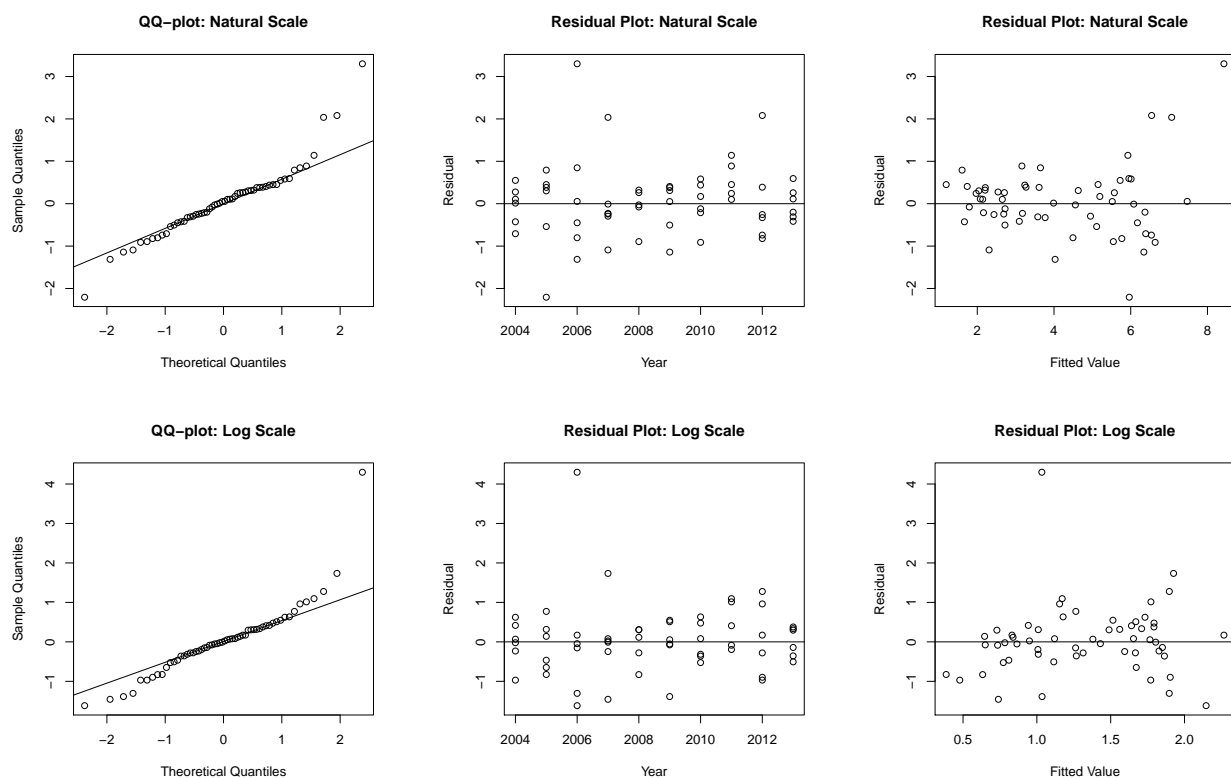 QQ−plot: Natural Scale
Sample Quantiles
3
2
1
0
−1
−2
−2 −1 0 1 2
Theoretical Quantiles
Residual Plot: Natural Scale
Residual
3
2
1
0
−1
−2
2004 2006 2008 2010 2012
Year
Residual Plot: Natural Scale
Residual
3
2
1
0
−1
−2
2 4 6 8
Fitted Value
QQ−plot: Log Scale
Sample Quantiles
4
3
2
1
0
−1
−2 −1 0 1 2
Theoretical Quantiles
Residual Plot: Log Scale
Residual
4
3
2
1
0
−1
2004 2006 2008 2010 2012
Year
Residual Plot: Log Scale
Residual
4
3
2
1
0
−1
0.5 1.0 1.5 2.0
Fitted Value